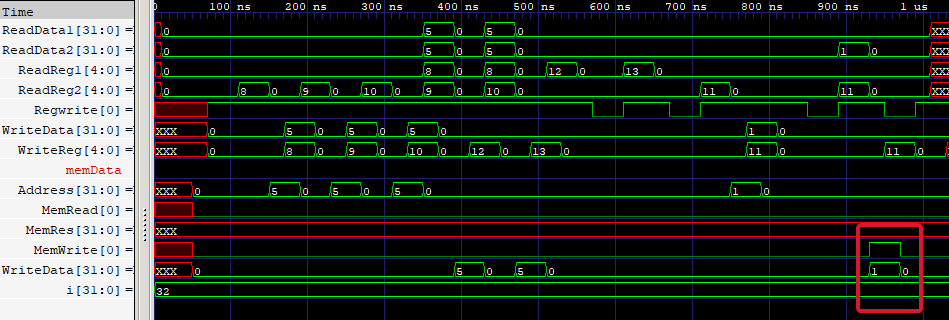 Time
100 ns 200 ns 300 ns 400 ns 500 ns 600 ns 700 ns 800 ns 900 ns 1 us
ReadData1[31:0] = 0 5 0 5 0 XXX
ReadData2[31:0] = 0 5 0 5 0 1 0 XXX
ReadReg1[4:0] = 0 8 0 8 0 12 0 13 0
ReadReg2[4:0] = 0 8 0 9 0 10 0 9 0 10 0 11 0 11 0 XXX
Regwrite[0] =
WriteData[31:0] = XXX 0 5 0 5 0 5 0 1 0
WriteReg[4:0] = XXX 0 8 0 9 0 10 0 12 0 13 0 11 0 11 0
memData
Address[31:0] = XXX 0 5 0 5 0 5 0 1 0
MemRead[0] =
MemRes[31:0] = XXX
MemWrite[0] =
WriteData[31:0] = XXX 0 5 0 5 0 1 0
i[31:0] = 32